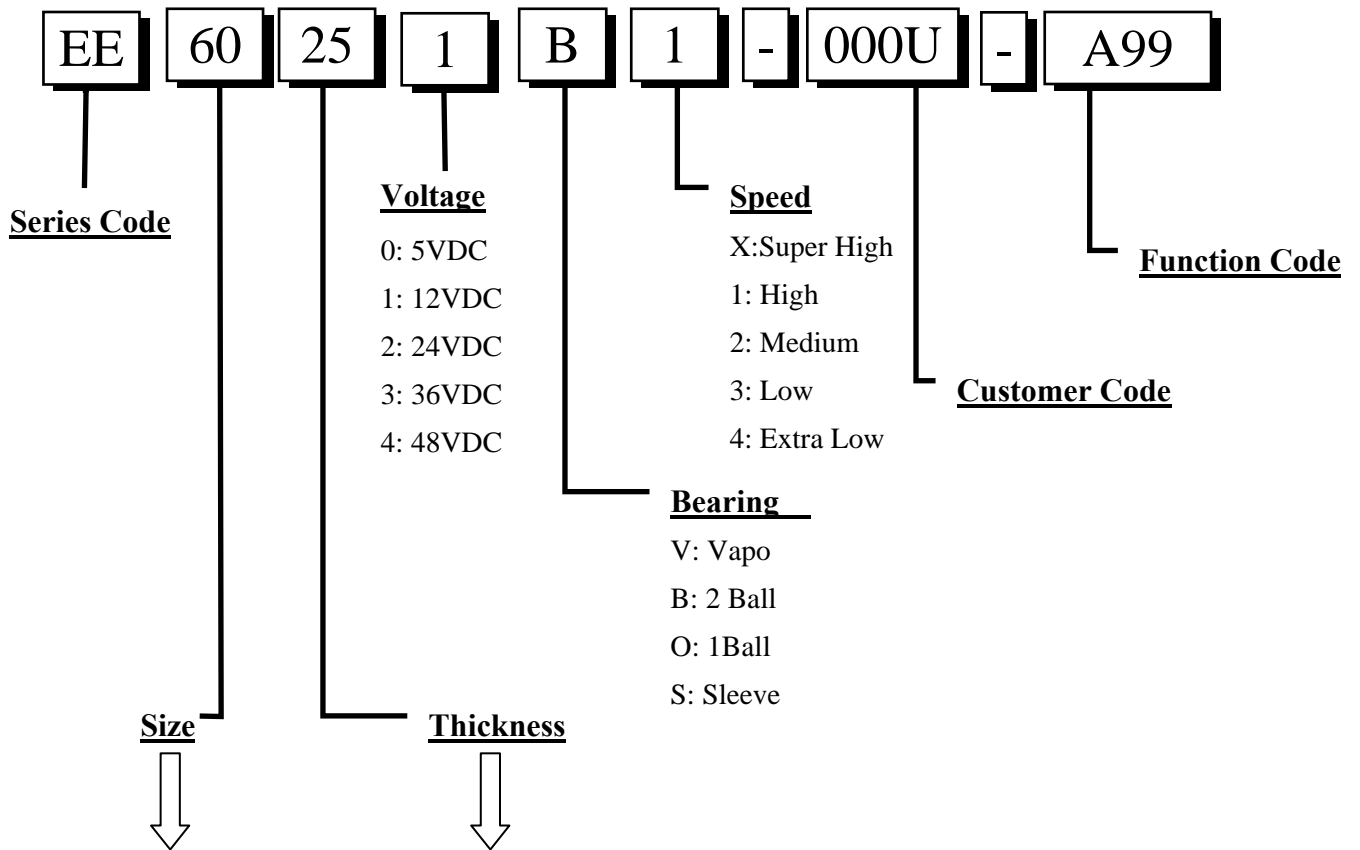 EE 60 25 1 B 1 - 000U - A99
Series Code
Voltage
0: 5VDC
1: 12VDC
2: 24VDC
3: 36VDC
4: 48VDC
Speed
X:Super High
1: High
2: Medium
3: Low
4: Extra Low
Function Code
Customer Code
Bearing
V: Vapo
B: 2 Ball
O: 1Ball
S: Sleeve
Size
Thickness